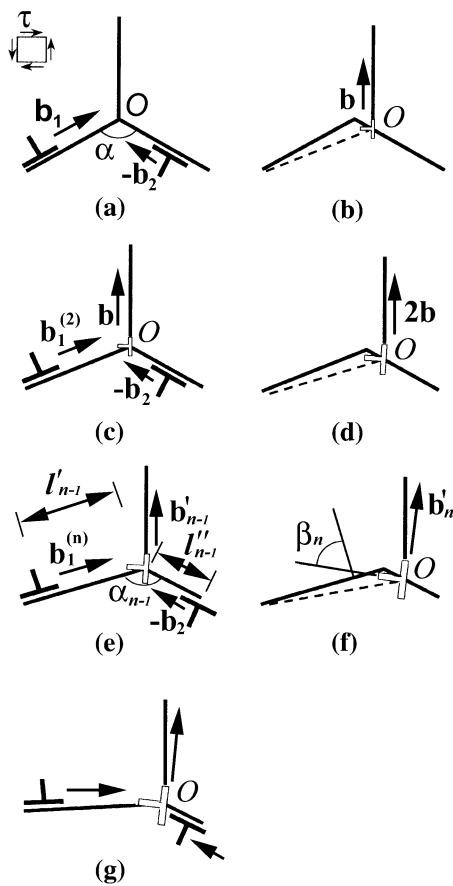 τ
b₁ O
α -b₂
(a)
b O
(b)
b O
b₁⁽²⁾ -b₂
(c)
2b
O
(d)
l'ₙ₋₁
b'ₙ₋₁
l''ₙ₋₁
b₁⁽ⁿ⁾
αₙ₋₁ -b₂
(e)
b'ₙ
βₙ O
(f)
O
(g)